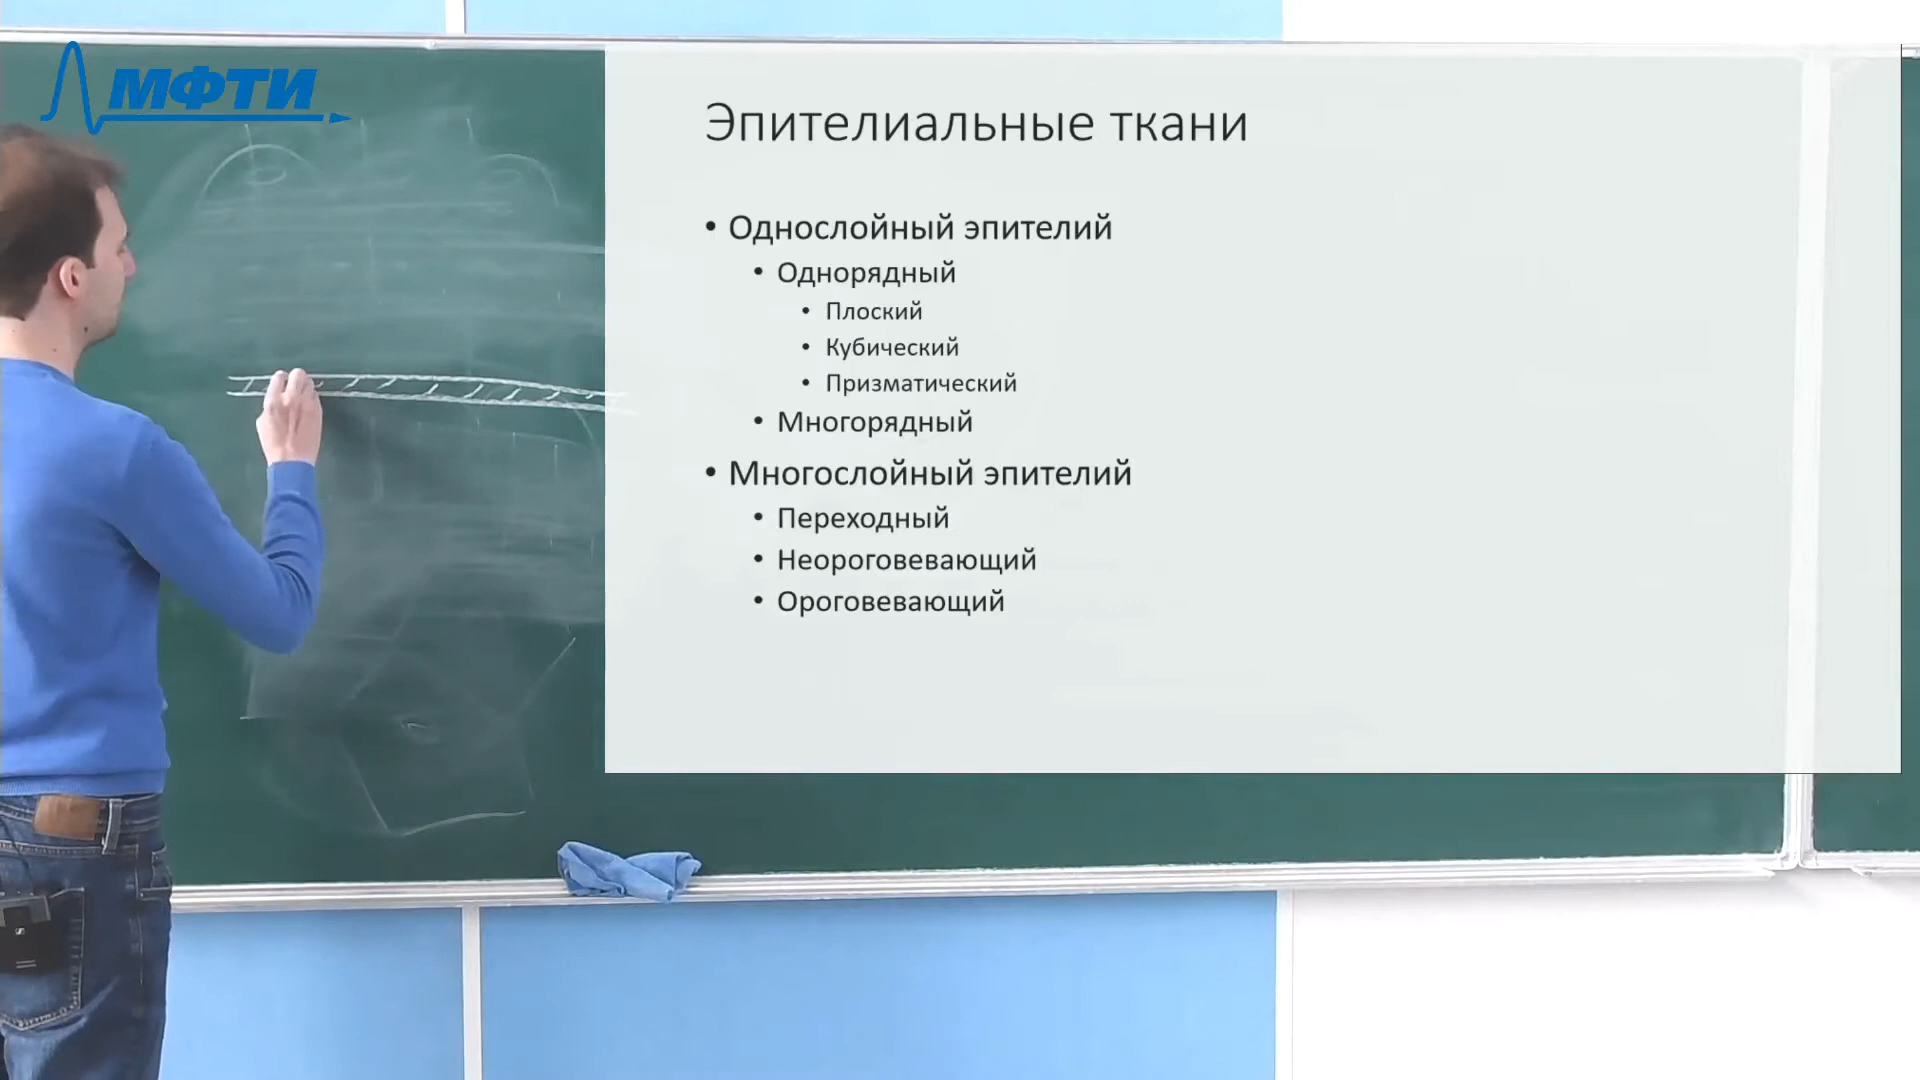 МФТИ
Эпителиальные ткани
• Однослойный эпителий
• Однорядный
• Плоский
• Кубический
• Призматический
• Многорядный
• Многослойный эпителий
• Переходный
• Неороговевающий
• Ороговевающий